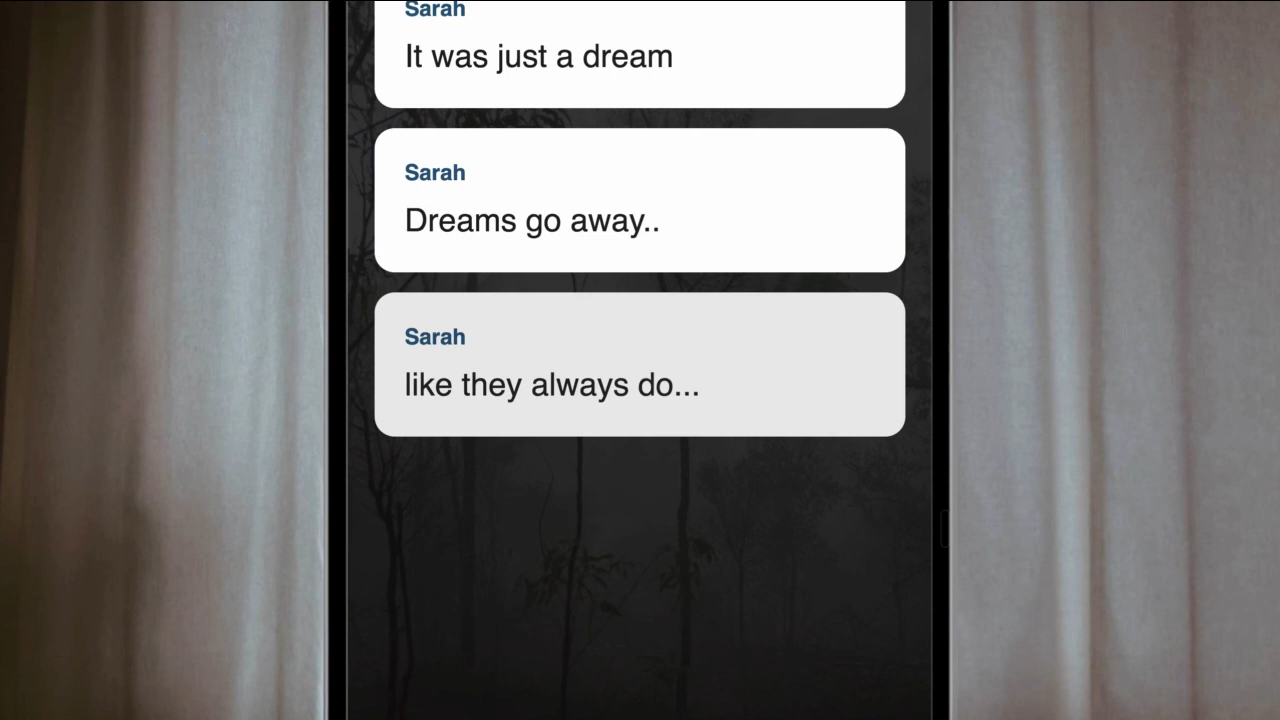 Sarah
It was just a dream
Sarah
Dreams go away..
Sarah
like they always do...